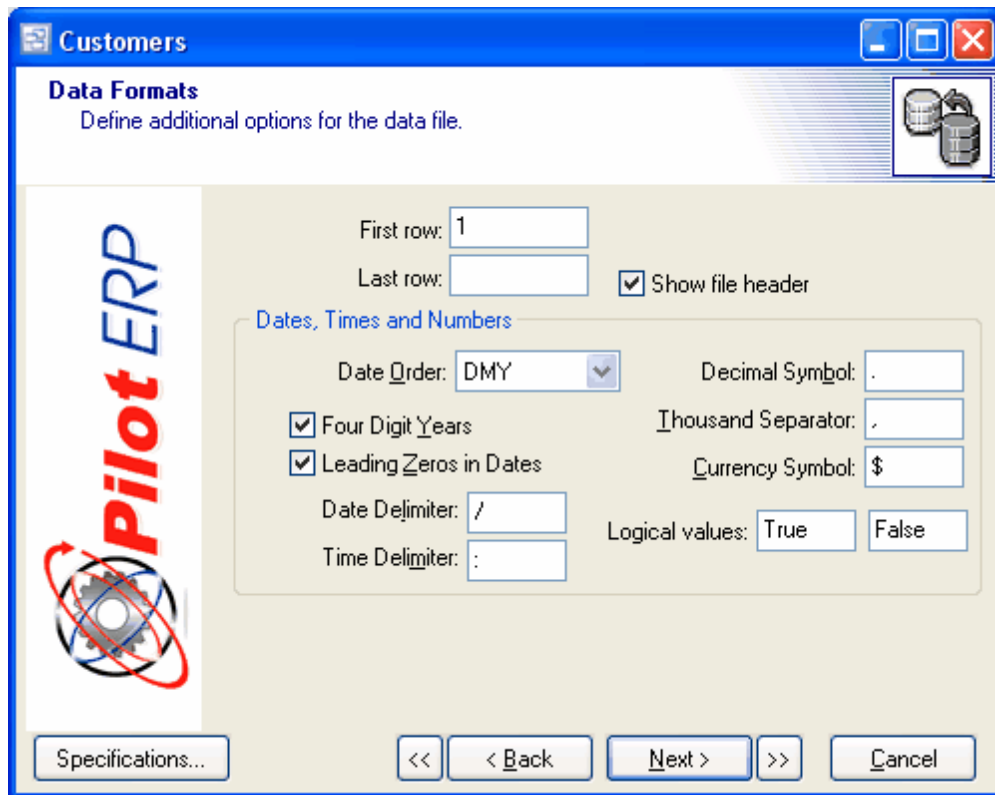 Customers
Data Formats
Define additional options for the data file.
Pilot ERP
First row: 1
Last row:
Show file header
Dates, Times and Numbers
Date Order: DMY
Decimal Symbol: .
Four Digit Years
Thousand Separator: ,
Leading Zeros in Dates
Currency Symbol: $
Date Delimiter: /
Logical values: True False
Time Delimiter: :
Specifications...
<<
< Back
Next >
>>
Cancel